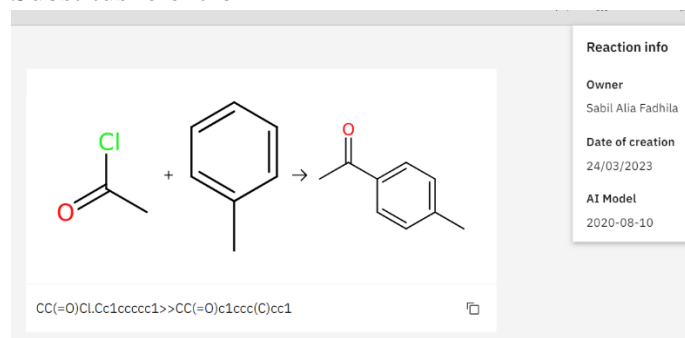 Reaction info
Owner
Sabil Alia Fadhila
Date of creation
24/03/2023
AI Model
2020-08-10
Cl
O
+
→
O
CC(=O)Cl.Cc1ccccc1>>CC(=O)c1ccc(C)cc1